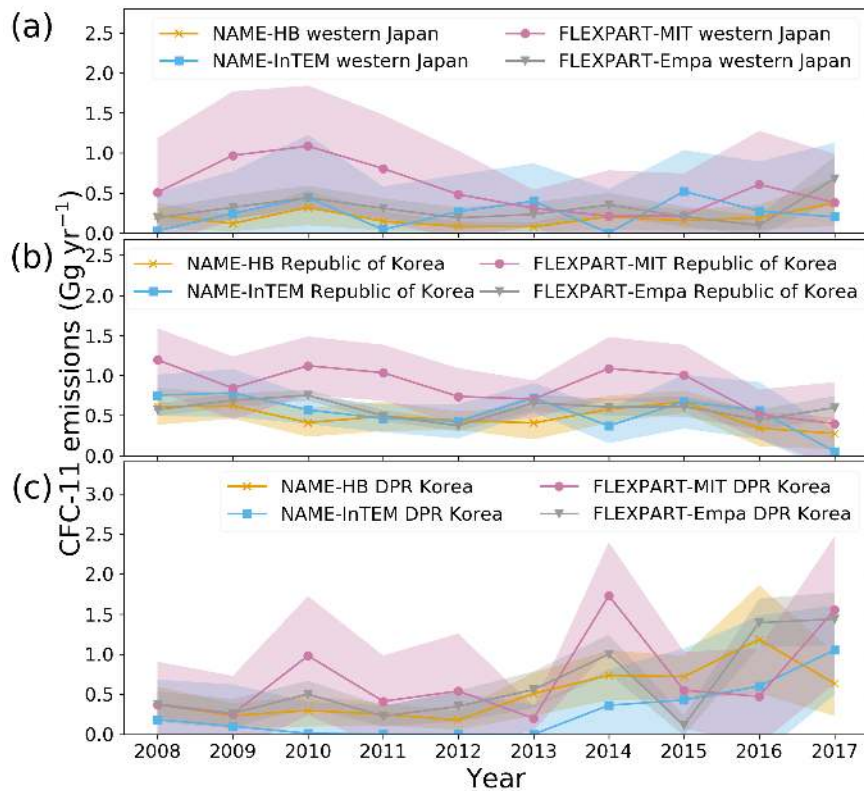 (a)
NAME-HB western Japan
FLEXPART-MIT western Japan
NAME-InTEM western Japan
FLEXPART-Empa western Japan
2.5
2.0
1.5
1.0
0.5
0.0
(b)
NAME-HB Republic of Korea
FLEXPART-MIT Republic of Korea
NAME-InTEM Republic of Korea
FLEXPART-Empa Republic of Korea
2.5
2.0
1.5
1.0
0.5
0.0
(c)
NAME-HB DPR Korea
FLEXPART-MIT DPR Korea
NAME-InTEM DPR Korea
FLEXPART-Empa DPR Korea
3.0
2.5
2.0
1.5
1.0
0.5
0.0
CFC-11 emissions (Gg yr⁻¹)
2008 2009 2010 2011 2012 2013 2014 2015 2016 2017
Year